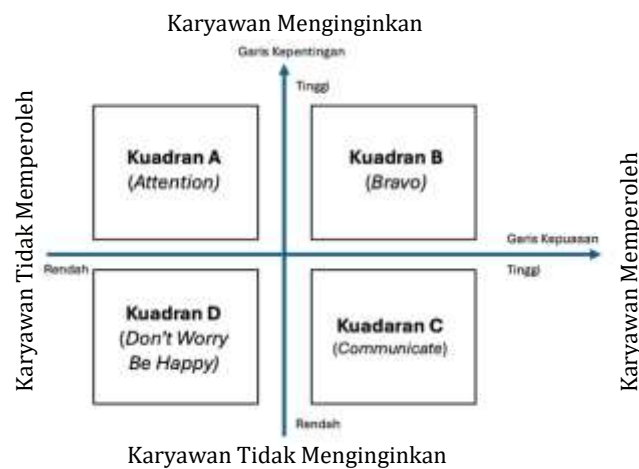 Karyawan Menginginkan
Garis Kepentingan
Tinggi
Karyawan Tidak Memperoleh
Kuadran A
(Attention)
Kuadran B
(Bravo)
Karyawan Memperoleh
Garis Kepuasan
Rendah
Tinggi
Kuadran D
(Don't Worry
Be Happy)
Kuadaran C
(Communicate)
Rendah
Karyawan Tidak Menginginkan